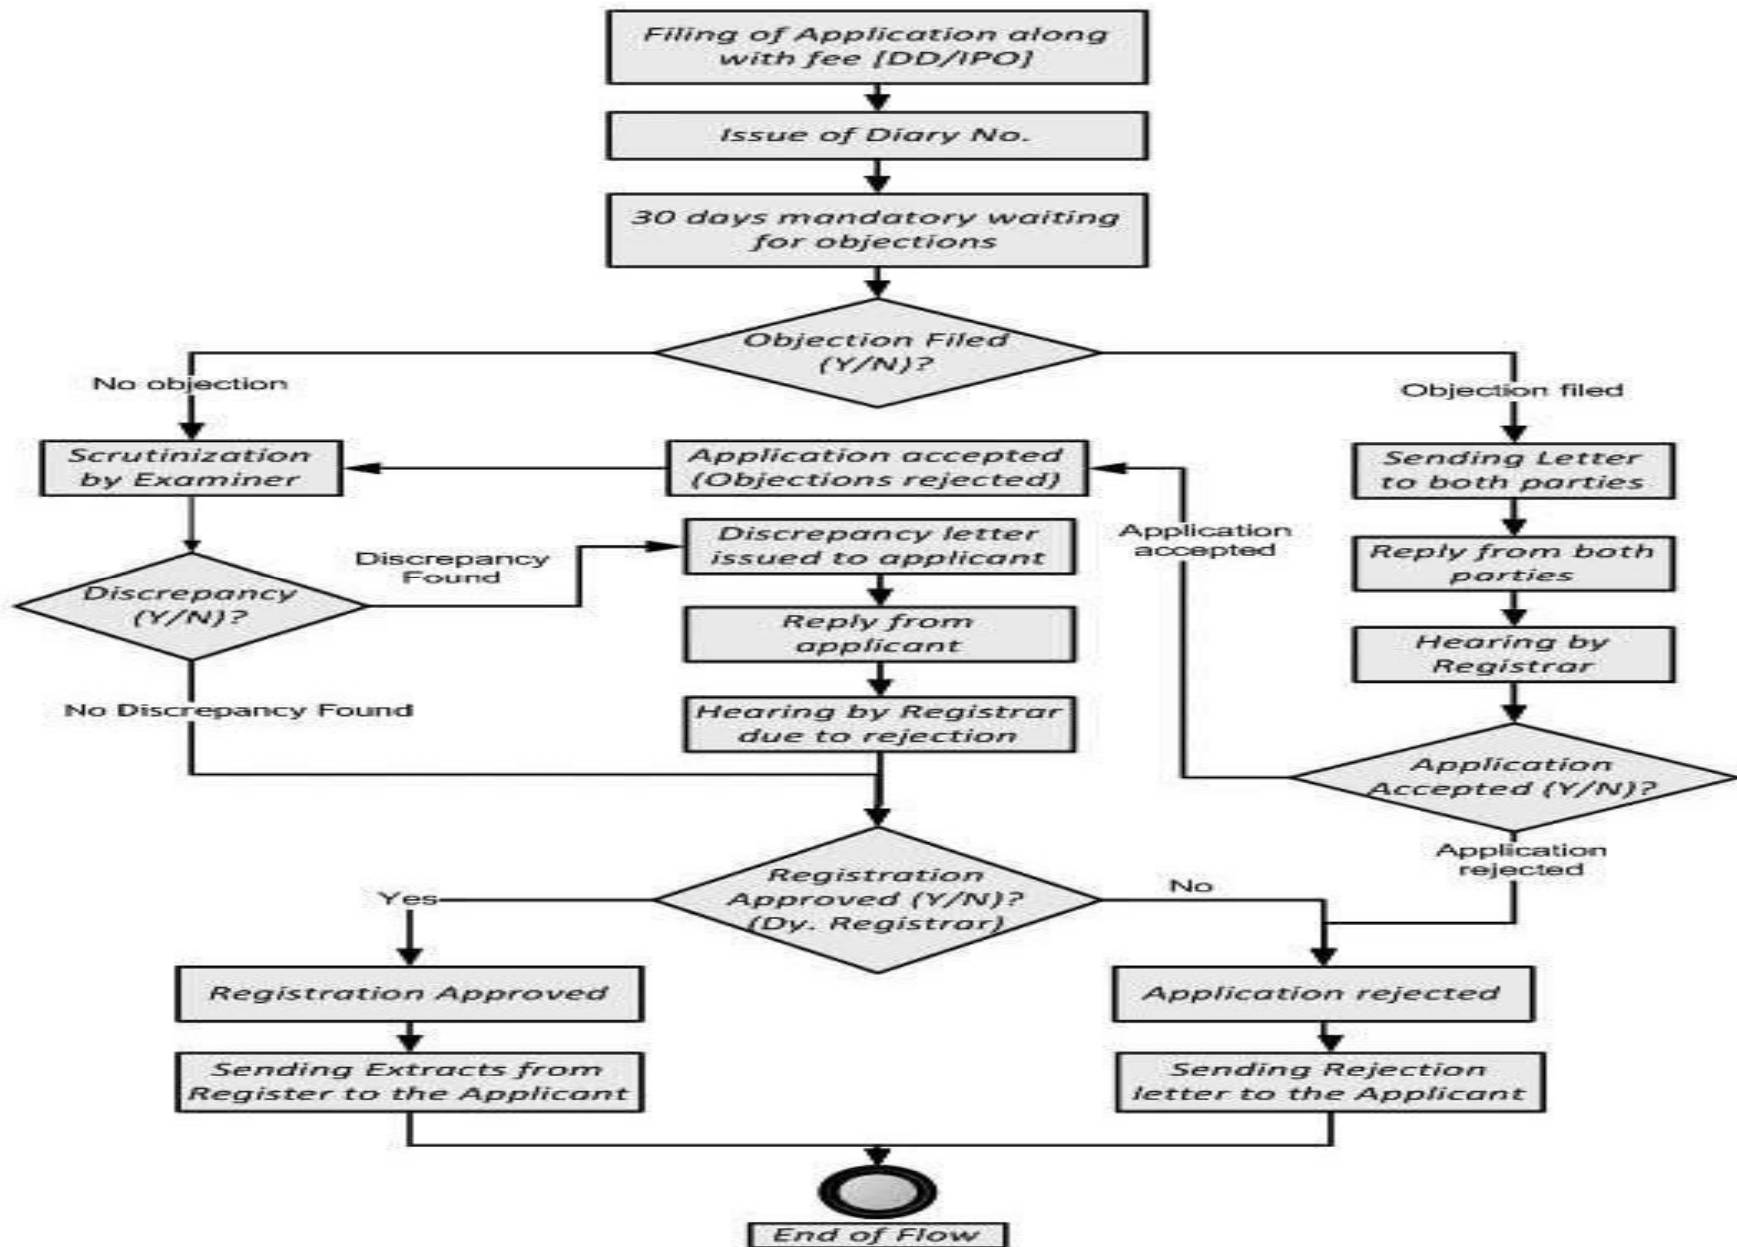 Filing of Application along
with fee [DD/IPO]
Issue of Diary No.
30 days mandatory waiting
for objections
Objection Filed
(Y/N)?
No objection
Objection filed
Scrutinization
by Examiner
Application accepted
(Objections rejected)
Sending Letter
to both parties
Application
accepted
Discrepancy letter
issued to applicant
Discrepancy
Found
Reply from both
parties
Discrepancy
(Y/N)?
Reply from
applicant
Hearing by
Registrar
No Discrepancy Found
Hearing by Registrar
due to rejection
Application
Accepted (Y/N)?
Application
rejected
Registration
Approved (Y/N)?
(Dy. Registrar)
Yes
No
Registration Approved
Application rejected
Sending Extracts from
Register to the Applicant
Sending Rejection
letter to the Applicant
End of Flow